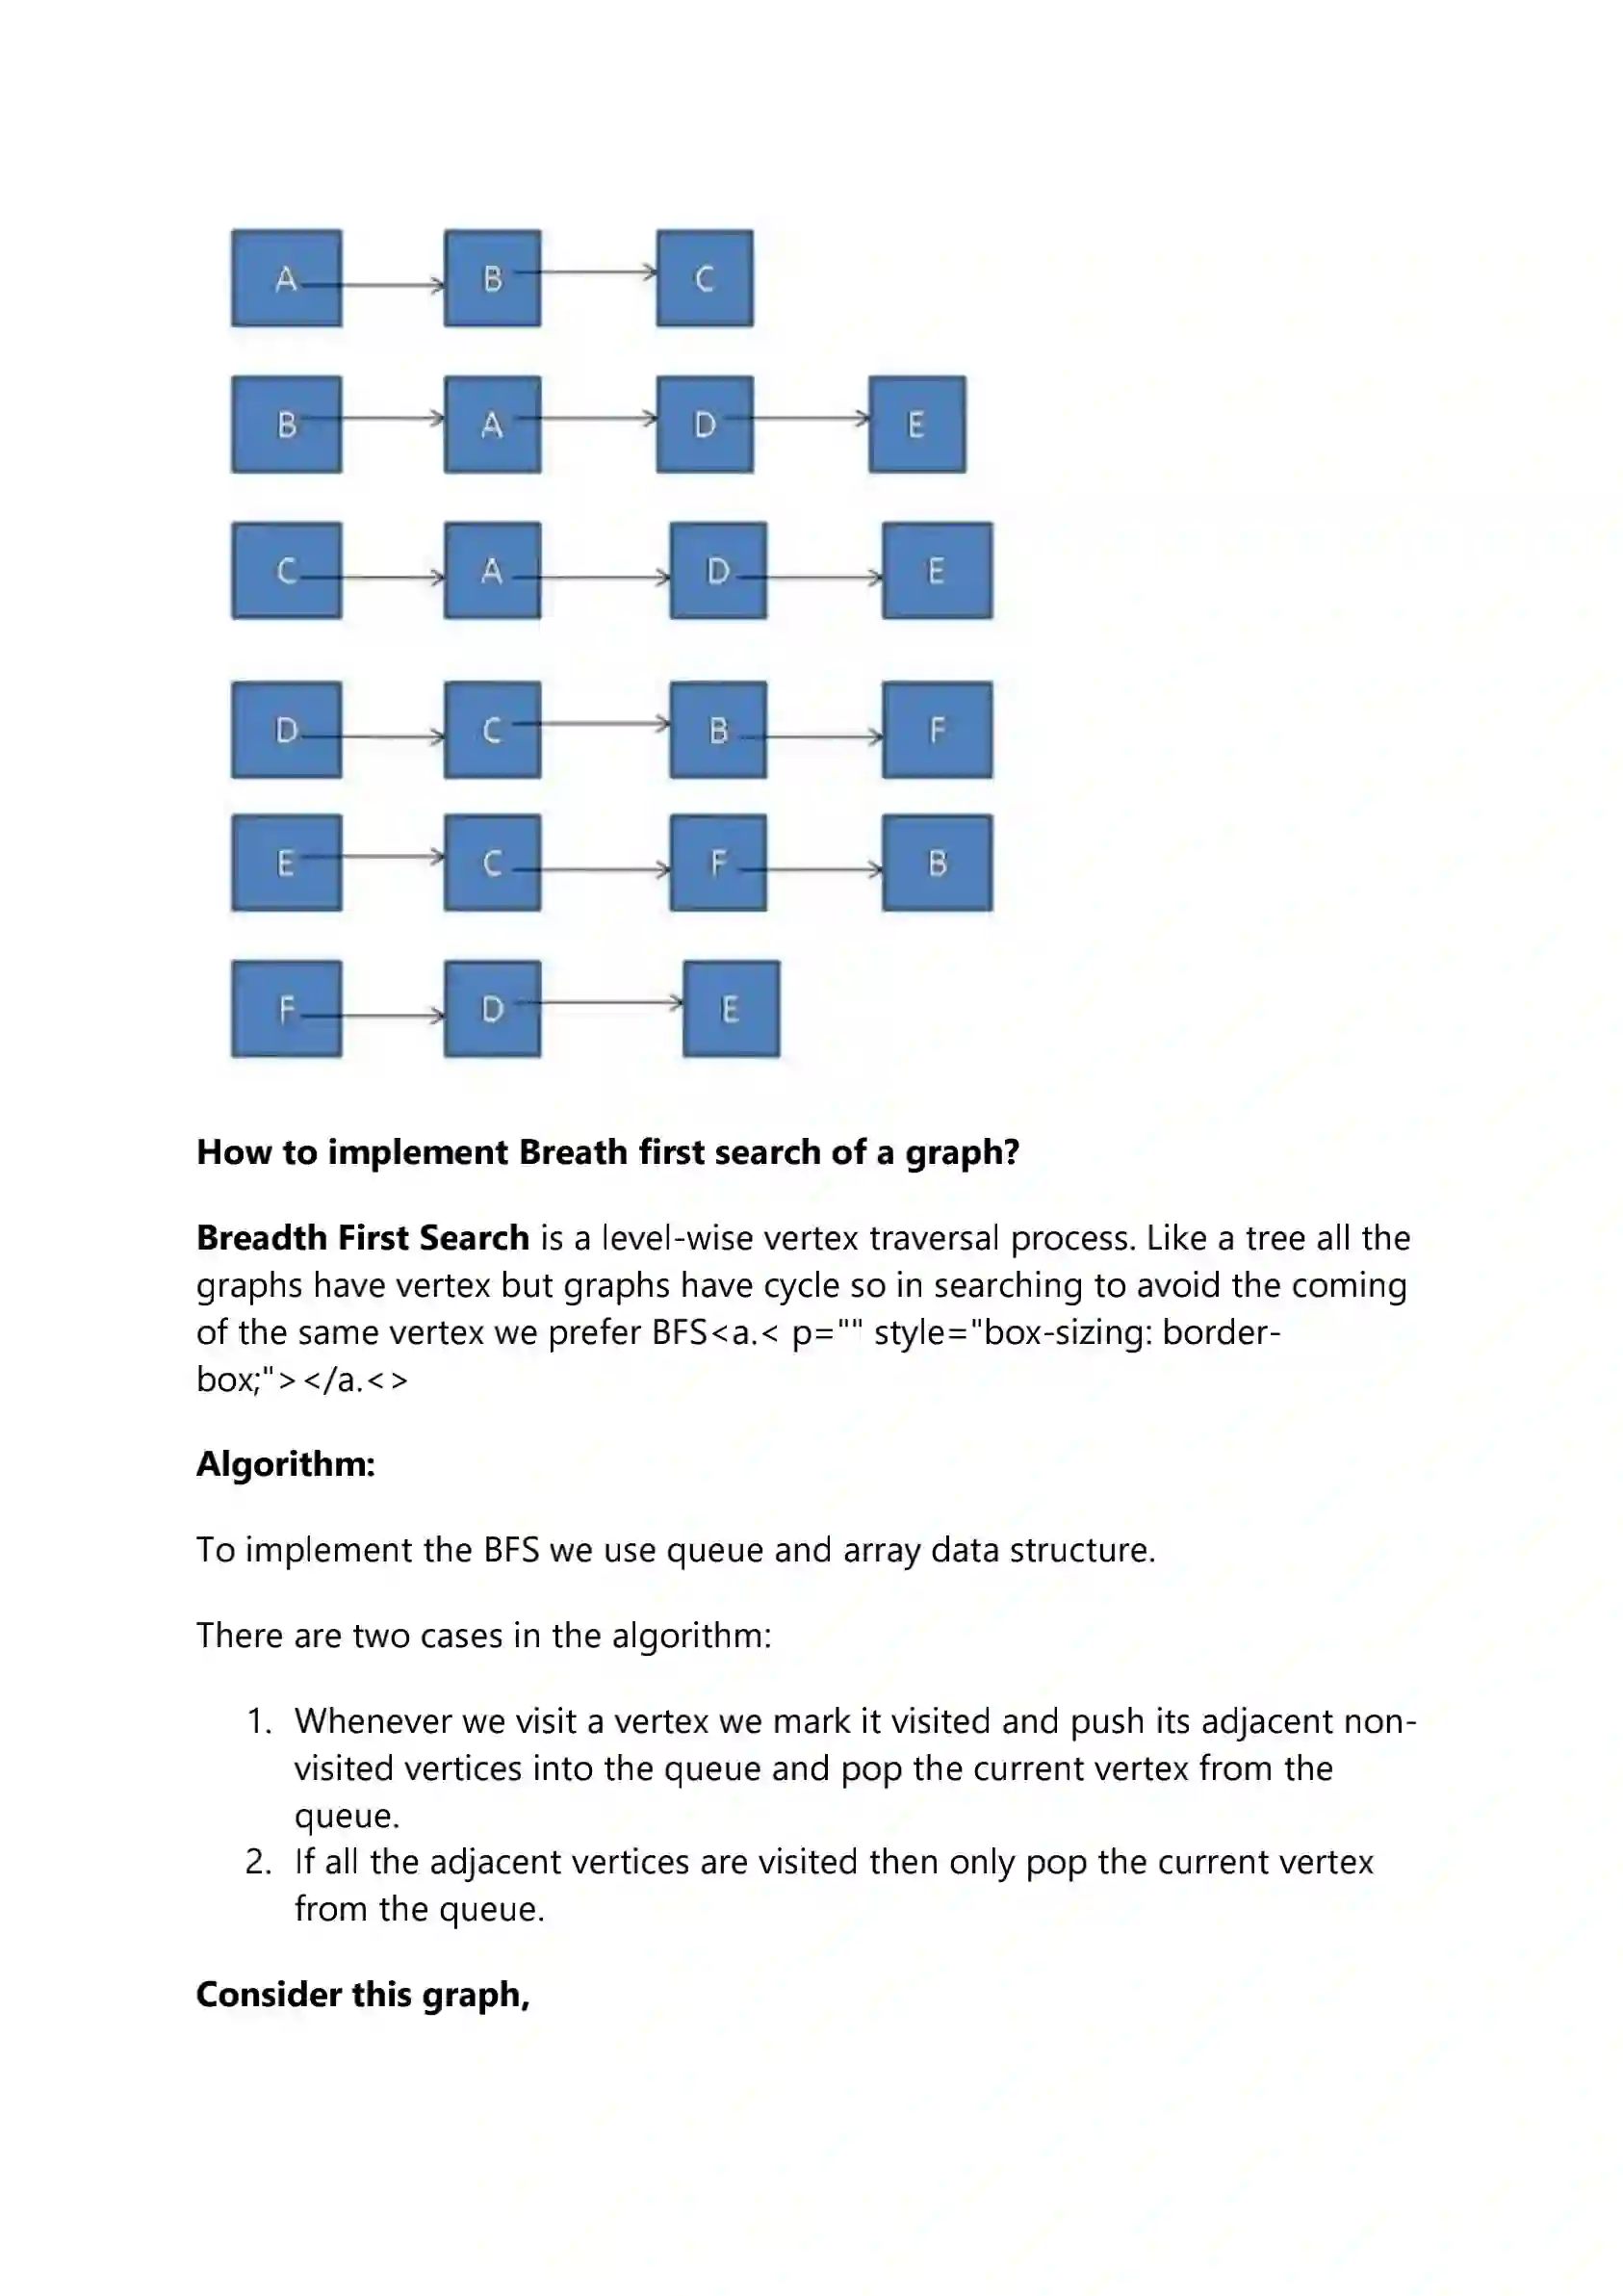 A B C
B A D E
C A D E
D C B F
E C F B
F D E
How to implement Breath first search of a graph?
Breadth First Search is a level-wise vertex traversal process. Like a tree all the
graphs have vertex but graphs have cycle so in searching to avoid the coming
of the same vertex we prefer BFS<a.< p="" style="box-sizing: border-
box;"></a.<>
Algorithm:
To implement the BFS we use queue and array data structure.
There are two cases in the algorithm:
1. Whenever we visit a vertex we mark it visited and push its adjacent non-
visited vertices into the queue and pop the current vertex from the
queue.
2. If all the adjacent vertices are visited then only pop the current vertex
from the queue.
Consider this graph,